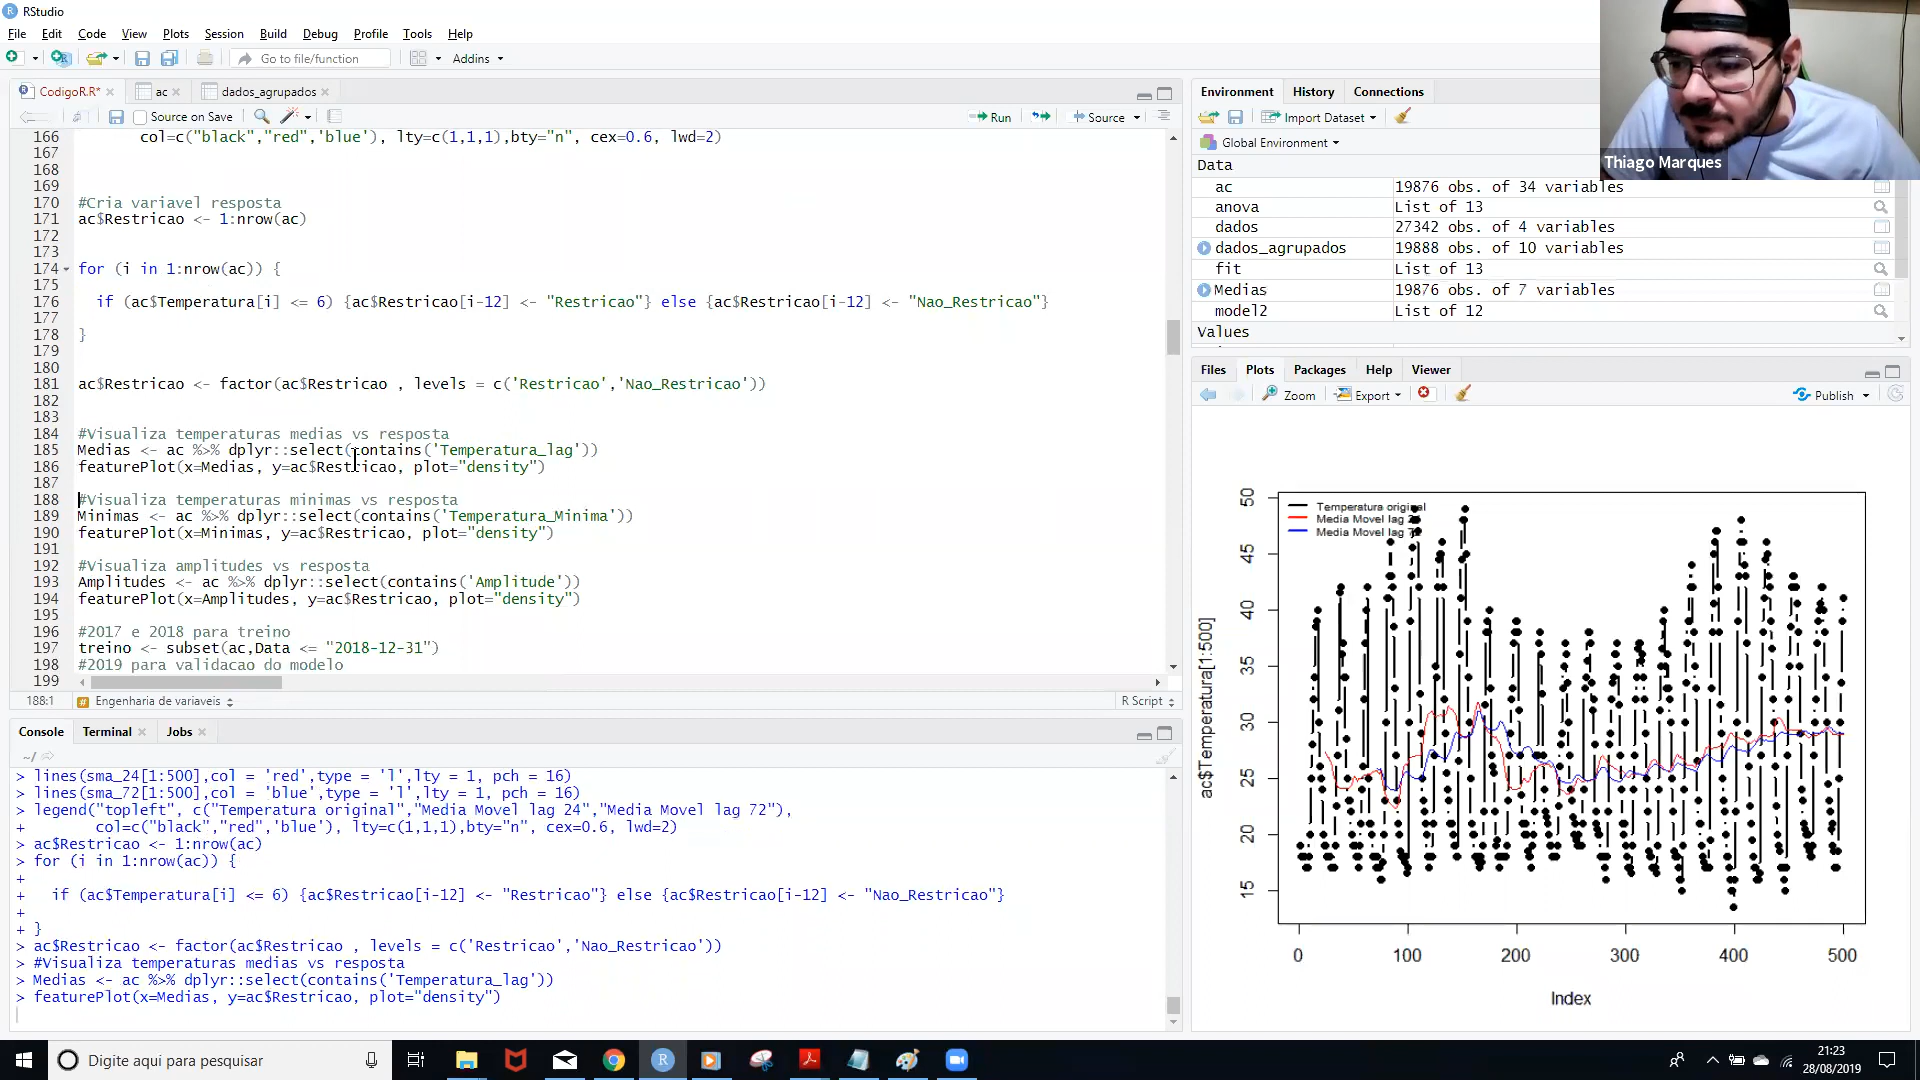 RStudio
File Edit Code View Plots Session Build Debug Profile Tools Help
Go to file/function Addins
CodigoR.R* ac dados_agrupados
Source on Save Run Source
166 col=c("black","red",'blue'), lty=c(1,1,1),bty="n", cex=0.6, lwd=2)
167
168
169
170 #Cria variavel resposta
171 ac$Restricao <- 1:nrow(ac)
172
173
174 for (i in 1:nrow(ac)) {
175
176 if (ac$Temperatura[i] <= 6) {ac$Restricao[i-12] <- "Restricao"} else {ac$Restricao[i-12] <- "Nao_Restricao"}
177
178 }
179
180
181 ac$Restricao <- factor(ac$Restricao , levels = c('Restricao','Nao_Restricao'))
182
183
184 #Visualiza temperaturas medias vs resposta
185 Medias <- ac %>% dplyr::select(contains('Temperatura_lag'))
186 featurePlot(x=Medias, y=ac$Restricao, plot="density")
187
188 #Visualiza temperaturas minimas vs resposta
189 Minimas <- ac %>% dplyr::select(contains('Temperatura_Minima'))
190 featurePlot(x=Minimas, y=ac$Restricao, plot="density")
191
192 #Visualiza amplitudes vs resposta
193 Amplitudes <- ac %>% dplyr::select(contains('Amplitude'))
194 featurePlot(x=Amplitudes, y=ac$Restricao, plot="density")
195
196 #2017 e 2018 para treino
197 treino <- subset(ac,Data <= "2018-12-31")
198 #2019 para validacao do modelo
199
188:1 Engenharia de variaveis R Script
Console Terminal Jobs
~/
> lines(sma_24[1:500],col = 'red',type = 'l',lty = 1, pch = 16)
> lines(sma_72[1:500],col = 'blue',type = 'l',lty = 1, pch = 16)
> legend("topleft", c("Temperatura original","Media Movel lag 24","Media Movel lag 72"),
+ col=c("black","red",'blue'), lty=c(1,1,1),bty="n", cex=0.6, lwd=2)
> ac$Restricao <- 1:nrow(ac)
> for (i in 1:nrow(ac)) {
+
+ if (ac$Temperatura[i] <= 6) {ac$Restricao[i-12] <- "Restricao"} else {ac$Restricao[i-12] <- "Nao_Restricao"}
+
+ }
> ac$Restricao <- factor(ac$Restricao , levels = c('Restricao','Nao_Restricao'))
> #Visualiza temperaturas medias vs resposta
> Medias <- ac %>% dplyr::select(contains('Temperatura_lag'))
> featurePlot(x=Medias, y=ac$Restricao, plot="density")
Environment History Connections
Import Dataset
Global Environment
Thiago Marques
Data
ac 19876 obs. of 34 variables
anova List of 13
dados 27342 obs. of 4 variables
dados_agrupados 19888 obs. of 10 variables
fit List of 13
Medias 19876 obs. of 7 variables
model2 List of 12
Values
Files Plots Packages Help Viewer
Zoom Export Publish
Temperatura original
Media Movel lag
Media Movel lag
ac$Temperatura[1:500]
50
45
40
35
30
25
20
15
0 100 200 300 400 500
Index
Digite aqui para pesquisar
21:23
28/08/2019